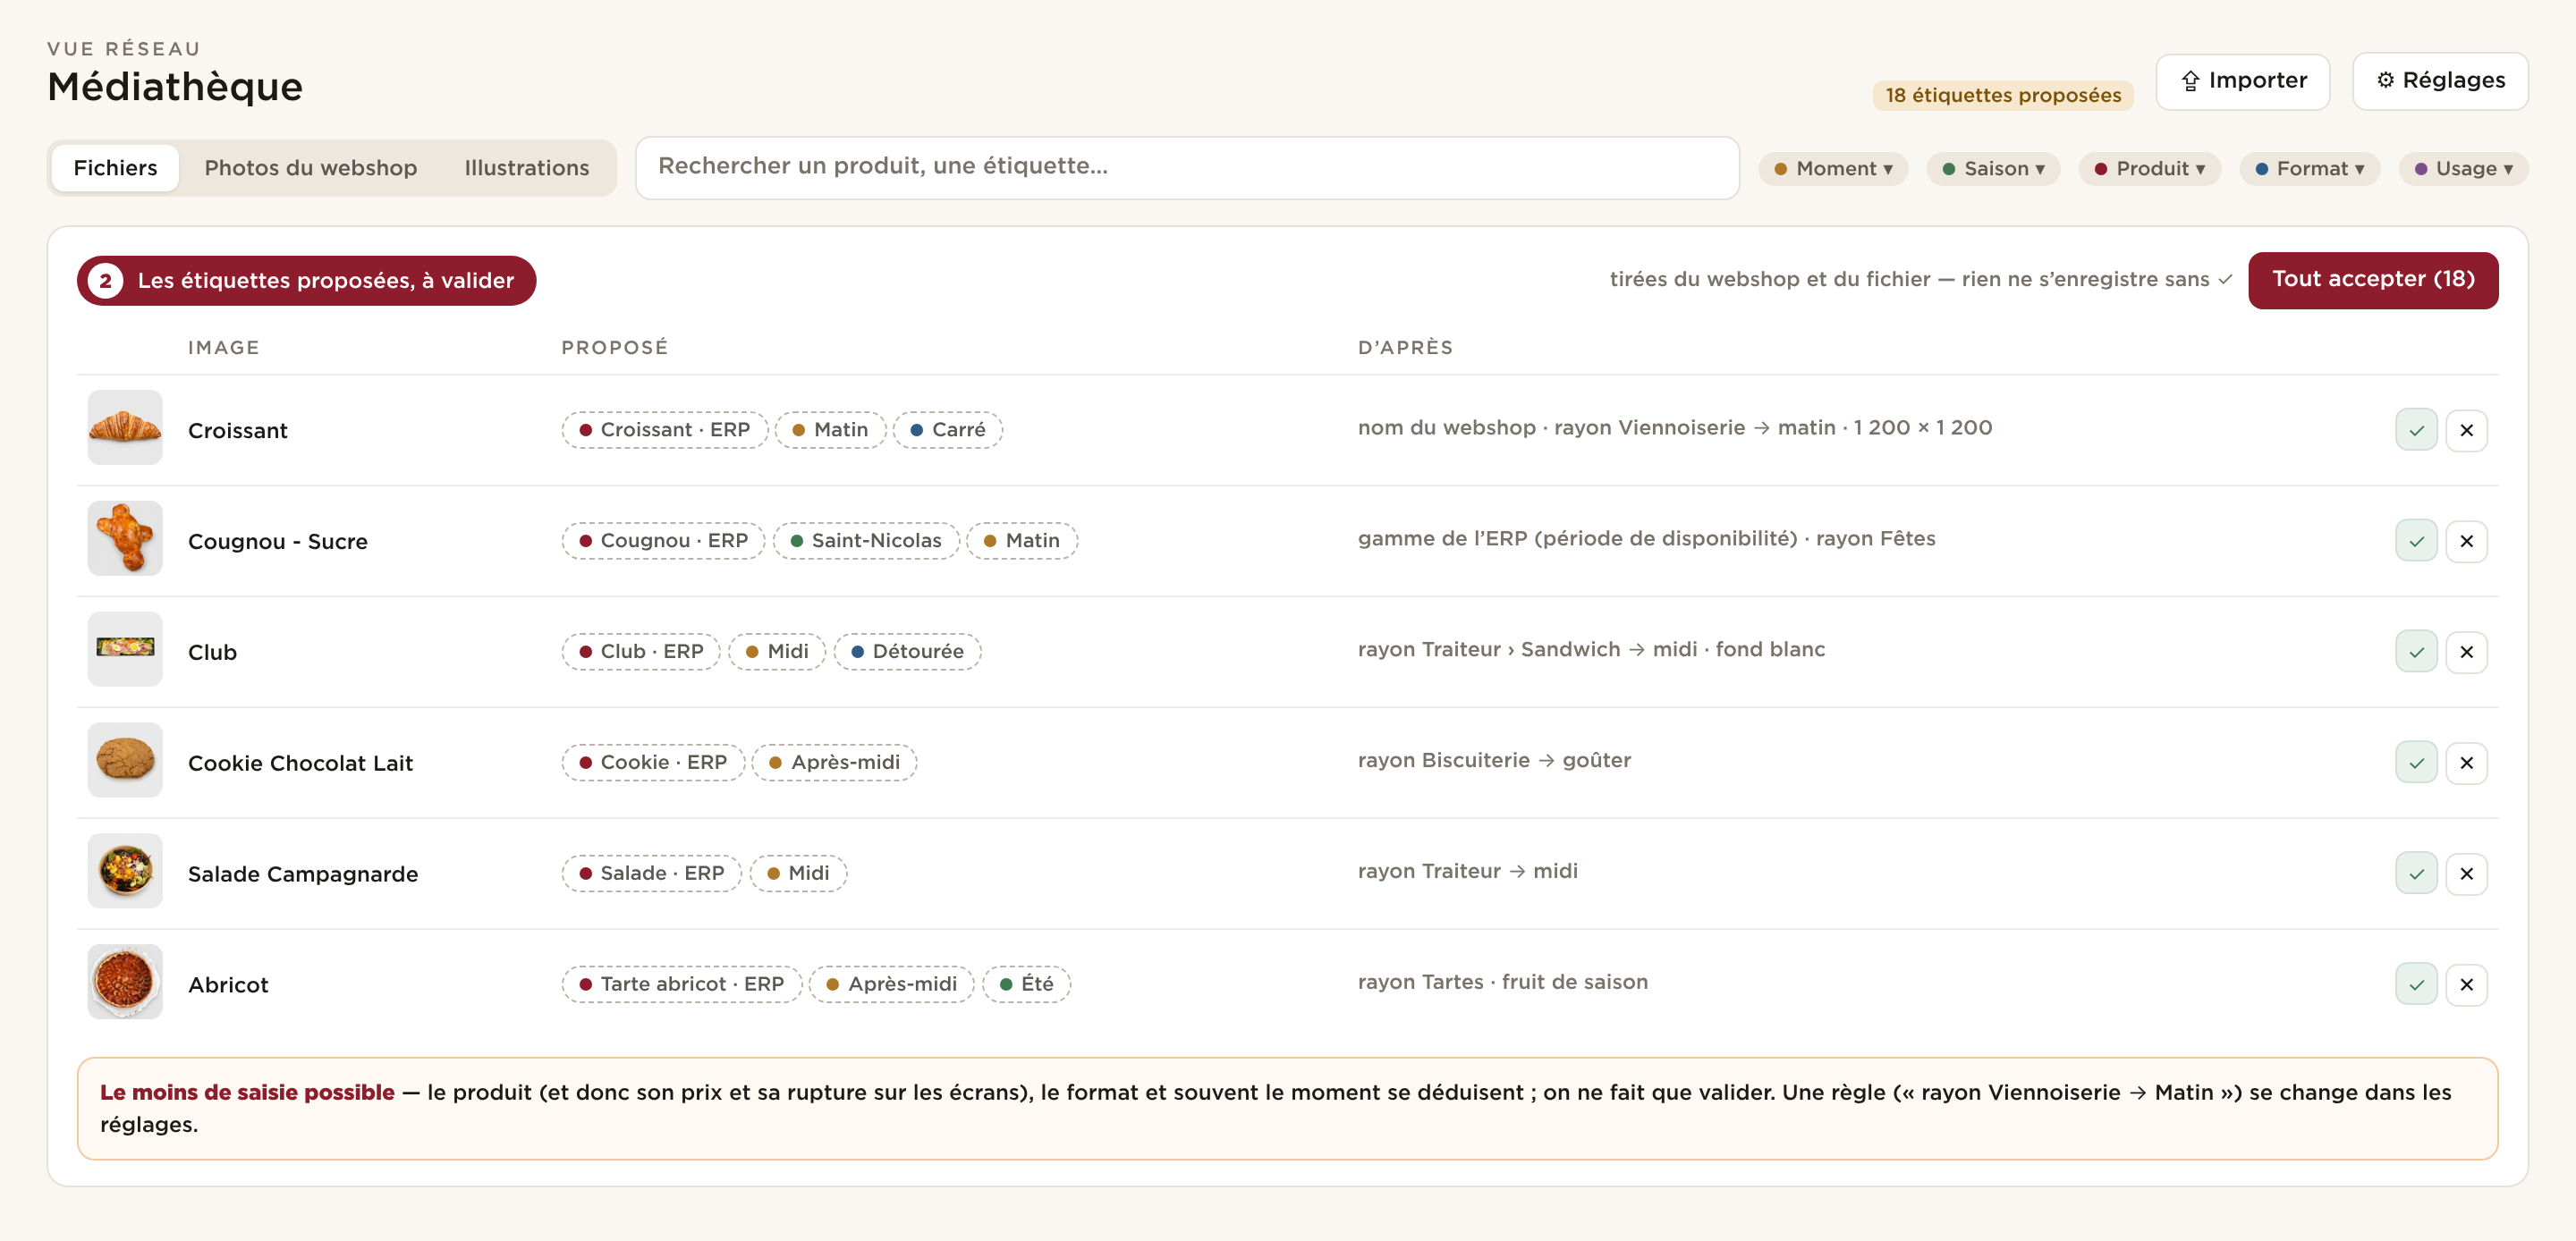 VUE RÉSEAU
Médiathèque
18 étiquettes proposées
⇪ Importer
⚙ Réglages
Fichiers
Photos du webshop
Illustrations
Rechercher un produit, une étiquette...
Moment ▾
Saison ▾
Produit ▾
Format ▾
Usage ▾
2 Les étiquettes proposées, à valider
tirées du webshop et du fichier — rien ne s’enregistre sans ✓
Tout accepter (18)
IMAGE PROPOSÉ D’APRÈS
Croissant
Croissant · ERP
Matin
Carré
nom du webshop · rayon Viennoiserie → matin · 1 200 × 1 200
✓ ✕
Cougnou - Sucre
Cougnou · ERP
Saint-Nicolas
Matin
gamme de l’ERP (période de disponibilité) · rayon Fêtes
✓ ✕
Club
Club · ERP
Midi
Détourée
rayon Traiteur › Sandwich → midi · fond blanc
✓ ✕
Cookie Chocolat Lait
Cookie · ERP
Après-midi
rayon Biscuiterie → goûter
✓ ✕
Salade Campagnarde
Salade · ERP
Midi
rayon Traiteur → midi
✓ ✕
Abricot
Tarte abricot · ERP
Après-midi
Été
rayon Tartes · fruit de saison
✓ ✕
Le moins de saisie possible — le produit (et donc son prix et sa rupture sur les écrans), le format et souvent le moment se déduisent ; on ne fait que valider. Une règle (« rayon Viennoiserie → Matin ») se change dans les
réglages.